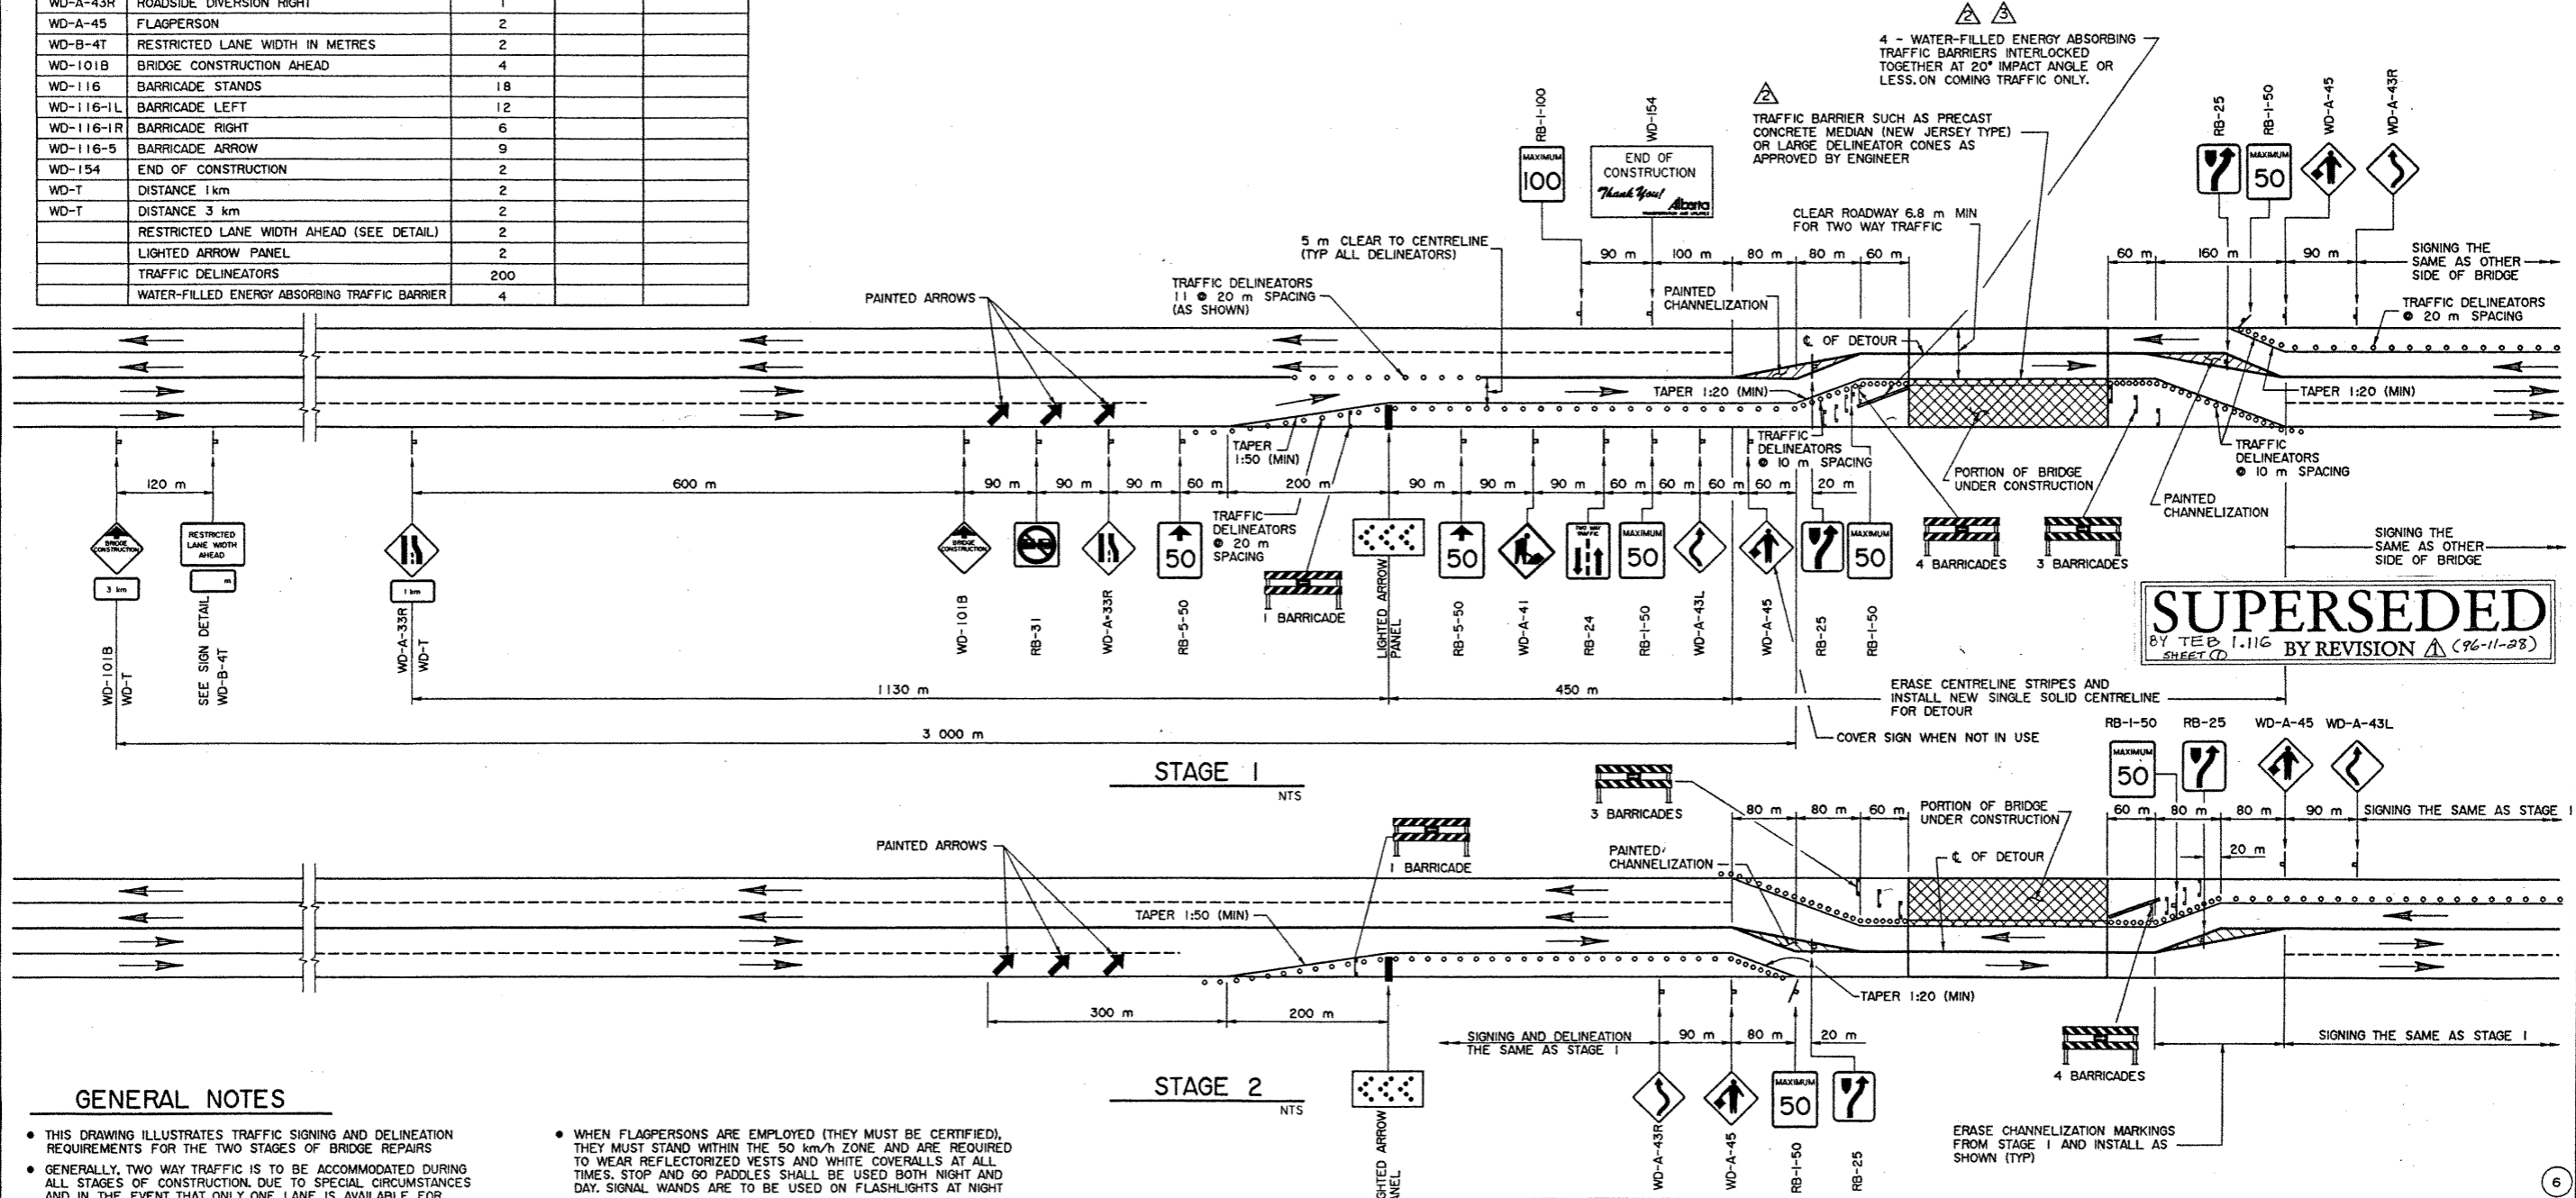 WD-A-43R ROADSIDE DIVERSION RIGHT 1
WD-A-45 FLAGPERSON 2
WD-B-4T RESTRICTED LANE WIDTH IN METRES 2
WD-101B BRIDGE CONSTRUCTION AHEAD 4
WD-116 BARRICADE STANDS 18
WD-116-1L BARRICADE LEFT 12
WD-116-1R BARRICADE RIGHT 6
WD-116-5 BARRICADE ARROW 9
WD-154 END OF CONSTRUCTION 2
WD-T DISTANCE 1km 2
WD-T DISTANCE 3 km 2
RESTRICTED LANE WIDTH AHEAD (SEE DETAIL) 2
LIGHTED ARROW PANEL 2
TRAFFIC DELINEATORS 200
WATER-FILLED ENERGY ABSORBING TRAFFIC BARRIER 4
2 3
4 - WATER-FILLED ENERGY ABSORBING
TRAFFIC BARRIERS INTERLOCKED
TOGETHER AT 20° IMPACT ANGLE OR
LESS. ON COMING TRAFFIC ONLY.
2
TRAFFIC BARRIER SUCH AS PRECAST
CONCRETE MEDIAN (NEW JERSEY TYPE)
OR LARGE DELINEATOR CONES AS
APPROVED BY ENGINEER
RB-1-100
WD-154
RB-25
RB-1-50
WD-A-45
WD-A-43R
MAXIMUM
100
END OF
CONSTRUCTION
Thank You!
Alberta
MAXIMUM
50
CLEAR ROADWAY 6.8 m MIN
FOR TWO WAY TRAFFIC
5 m CLEAR TO CENTRELINE
(TYP ALL DELINEATORS)
90 m 100 m 80 m 80 m 60 m
60 m 160 m 90 m
SIGNING THE
SAME AS OTHER
SIDE OF BRIDGE
PAINTED ARROWS
TRAFFIC DELINEATORS
11 @ 20 m SPACING
(AS SHOWN)
PAINTED
CHANNELIZATION
TRAFFIC DELINEATORS
@ 20 m SPACING
℄ OF DETOUR
TAPER 1:20 (MIN)
TAPER 1:20 (MIN)
TAPER
1:50 (MIN)
TRAFFIC
DELINEATORS
@ 10 m SPACING
PORTION OF BRIDGE
UNDER CONSTRUCTION
TRAFFIC
DELINEATORS
@ 10 m SPACING
PAINTED
CHANNELIZATION
120 m 600 m 90 m 90 m 90 m 60 m 200 m 90 m 90 m 90 m 60 m 60 m 60 m 60 m 20 m
BRIDGE
CONSTRUCTION
3 km
RESTRICTED
LANE WIDTH
AHEAD
m
1 km
BRIDGE
CONSTRUCTION
50
TRAFFIC
DELINEATORS
@ 20 m
SPACING
1 BARRICADE
50
TWO WAY
TRAFFIC
MAXIMUM
50
MAXIMUM
50
4 BARRICADES
3 BARRICADES
SIGNING THE
SAME AS OTHER
SIDE OF BRIDGE
WD-101B
WD-T
SEE SIGN DETAIL
WD-B-4T
WD-A-33R
WD-T
WD-101B
RB-31
WD-A-33R
RB-5-50
LIGHTED ARROW
PANEL
RB-5-50
WD-A-41
RB-24
RB-1-50
WD-A-43L
WD-A-45
RB-25
RB-1-50
SUPERSEDED
BY TEB 1.116
SHEET 1
BY REVISION 1 (96-11-28)
1130 m
450 m
ERASE CENTRELINE STRIPES AND
INSTALL NEW SINGLE SOLID CENTRELINE
FOR DETOUR
3 000 m
COVER SIGN WHEN NOT IN USE
STAGE 1
NTS
RB-1-50 RB-25 WD-A-45 WD-A-43L
MAXIMUM
50
3 BARRICADES
80 m 80 m 60 m
PORTION OF BRIDGE
UNDER CONSTRUCTION
60 m 80 m 80 m 90 m SIGNING THE SAME AS STAGE 1
PAINTED ARROWS
1 BARRICADE
PAINTED
CHANNELIZATION
℄ OF DETOUR
20 m
TAPER 1:50 (MIN)
TAPER 1:20 (MIN)
300 m
200 m
SIGNING AND DELINEATION
THE SAME AS STAGE 1
90 m 80 m 20 m
SIGNING THE SAME AS STAGE 1
4 BARRICADES
STAGE 2
NTS
MAXIMUM
50
WD-A-43R
WD-A-45
RB-1-50
RB-25
ERASE CHANNELIZATION MARKINGS
FROM STAGE 1 AND INSTALL AS
SHOWN (TYP)
GENERAL NOTES
• THIS DRAWING ILLUSTRATES TRAFFIC SIGNING AND DELINEATION
REQUIREMENTS FOR THE TWO STAGES OF BRIDGE REPAIRS
• GENERALLY, TWO WAY TRAFFIC IS TO BE ACCOMMODATED DURING
ALL STAGES OF CONSTRUCTION. DUE TO SPECIAL CIRCUMSTANCES
AND IN THE EVENT THAT ONLY ONE LANE IS AVAILABLE FOR
• WHEN FLAGPERSONS ARE EMPLOYED (THEY MUST BE CERTIFIED),
THEY MUST STAND WITHIN THE 50 km/h ZONE AND ARE REQUIRED
TO WEAR REFLECTORIZED VESTS AND WHITE COVERALLS AT ALL
TIMES. STOP AND GO PADDLES SHALL BE USED BOTH NIGHT AND
DAY. SIGNAL WANDS ARE TO BE USED ON FLASHLIGHTS AT NIGHT
6